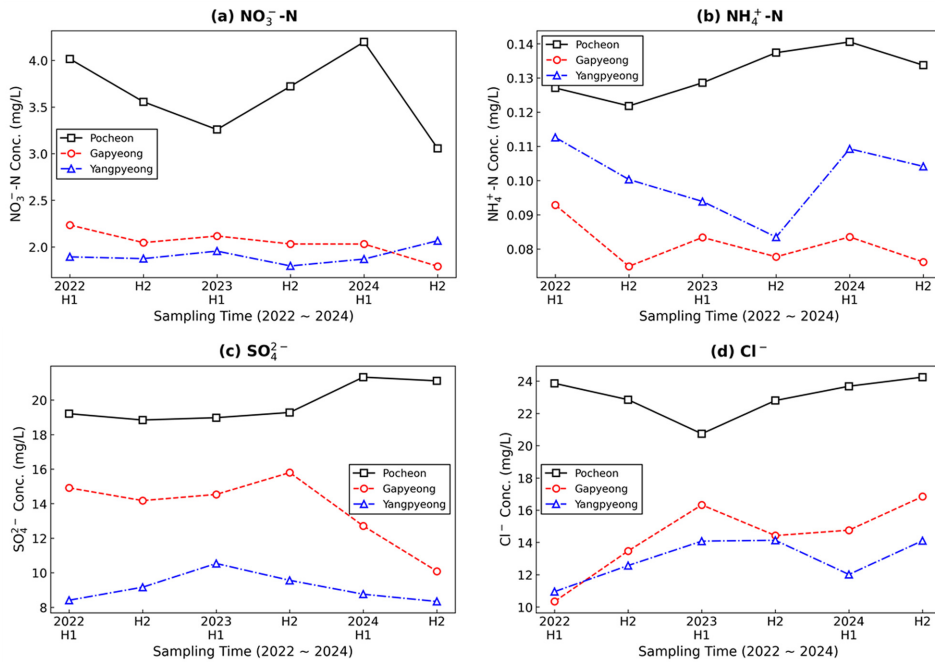 (a) NO₃⁻-N
NO₃⁻-N Conc. (mg/L)
4.0
3.5
3.0
2.5
2.0
Pocheon
Gapyeong
Yangpyeong
2022 H2 2023 H2 2024 H2
H1 H1 H1
Sampling Time (2022 ~ 2024)
(b) NH₄⁺-N
NH₄⁺-N Conc. (mg/L)
0.14
0.13
0.12
0.11
0.10
0.09
0.08
Pocheon
Gapyeong
Yangpyeong
2022 H2 2023 H2 2024 H2
H1 H1 H1
Sampling Time (2022 ~ 2024)
(c) SO₄²⁻
SO₄²⁻ Conc. (mg/L)
20
18
16
14
12
10
8
Pocheon
Gapyeong
Yangpyeong
2022 H2 2023 H2 2024 H2
H1 H1 H1
Sampling Time (2022 ~ 2024)
(d) Cl⁻
Cl⁻ Conc. (mg/L)
24
22
20
18
16
14
12
10
Pocheon
Gapyeong
Yangpyeong
2022 H2 2023 H2 2024 H2
H1 H1 H1
Sampling Time (2022 ~ 2024)